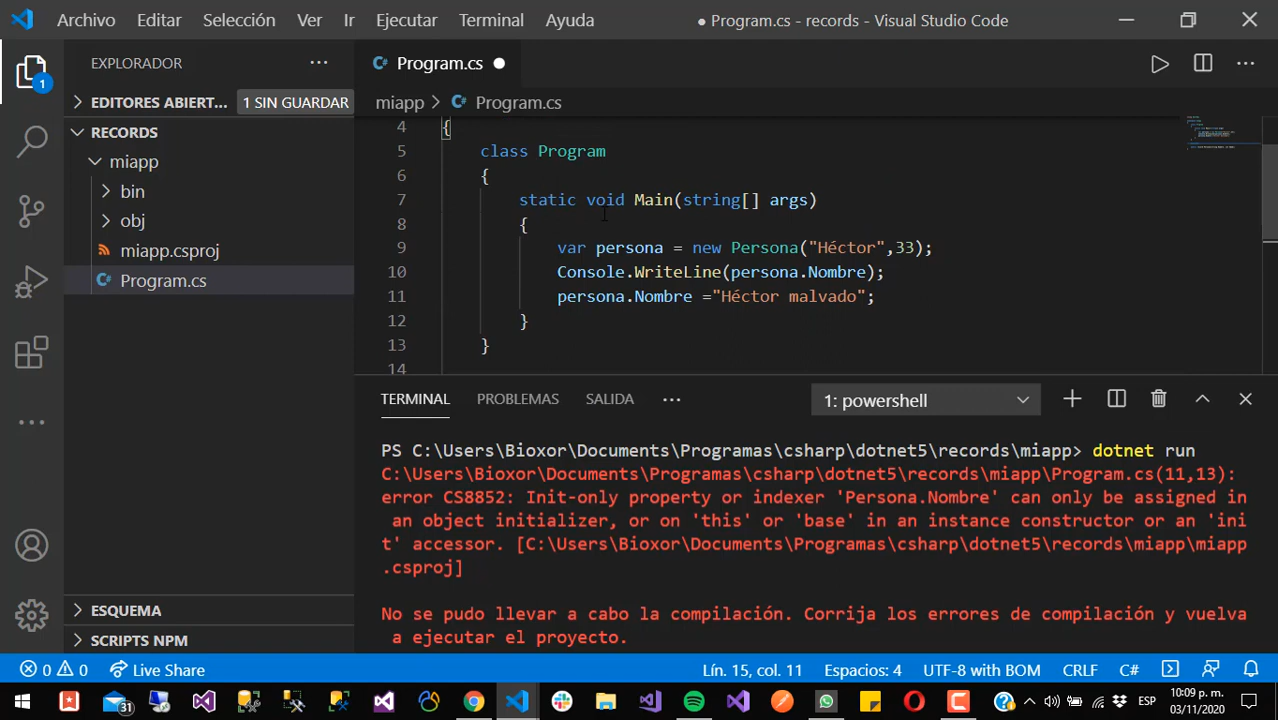 Archivo Editar Selección Ver Ir Ejecutar Terminal Ayuda ● Program.cs - records - Visual Studio Code
EXPLORADOR ···
1
EDITORES ABIERT... 1 SIN GUARDAR
RECORDS
miapp
bin
obj
miapp.csproj
C# Program.cs
ESQUEMA
SCRIPTS NPM
C# Program.cs ●
miapp > C# Program.cs
4 {
5 class Program
6 {
7 static void Main(string[] args)
8 {
9 var persona = new Persona("Héctor",33);
10 Console.WriteLine(persona.Nombre);
11 persona.Nombre ="Héctor malvado";
12 }
13 }
14
TERMINAL PROBLEMAS SALIDA ··· 1: powershell
PS C:\Users\Bioxor\Documents\Programas\csharp\dotnet5\records\miapp> dotnet run
C:\Users\Bioxor\Documents\Programas\csharp\dotnet5\records\miapp\Program.cs(11,13):
error CS8852: Init-only property or indexer 'Persona.Nombre' can only be assigned in
an object initializer, or on 'this' or 'base' in an instance constructor or an 'ini
t' accessor. [C:\Users\Bioxor\Documents\Programas\csharp\dotnet5\records\miapp\miapp
.csproj]
No se pudo llevar a cabo la compilación. Corrija los errores de compilación y vuelva
a ejecutar el proyecto.
0 0 Live Share Lín. 15, col. 11 Espacios: 4 UTF-8 with BOM CRLF C#
31 ESP 10:09 p. m.
03/11/2020